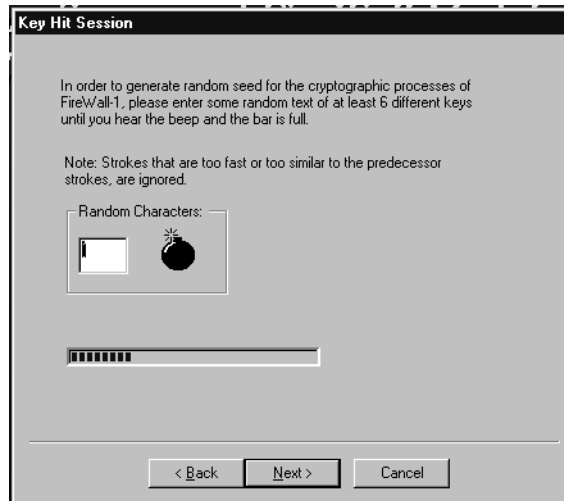 Key Hit Session
In order to generate random seed for the cryptographic processes of
FireWall-1, please enter some random text of at least 6 different keys
until you hear the beep and the bar is full.
Note: Strokes that are too fast or too similar to the predecessor
strokes, are ignored.
Random Characters:
< Back Next > Cancel